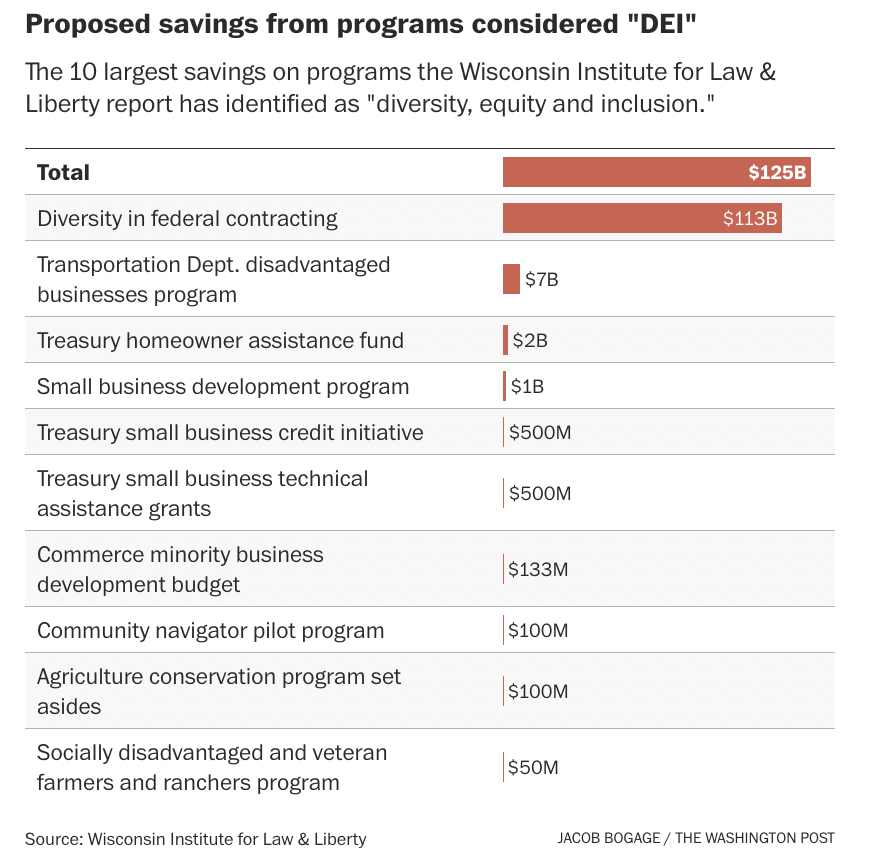 Proposed savings from programs considered "DEI"
The 10 largest savings on programs the Wisconsin Institute for Law &
Liberty report has identified as "diversity, equity and inclusion."
Total $125B
Diversity in federal contracting $113B
Transportation Dept. disadvantaged
businesses program $7B
Treasury homeowner assistance fund $2B
Small business development program $1B
Treasury small business credit initiative $500M
Treasury small business technical
assistance grants $500M
Commerce minority business
development budget $133M
Community navigator pilot program $100M
Agriculture conservation program set
asides $100M
Socially disadvantaged and veteran
farmers and ranchers program $50M
Source: Wisconsin Institute for Law & Liberty
JACOB BOGAGE / THE WASHINGTON POST